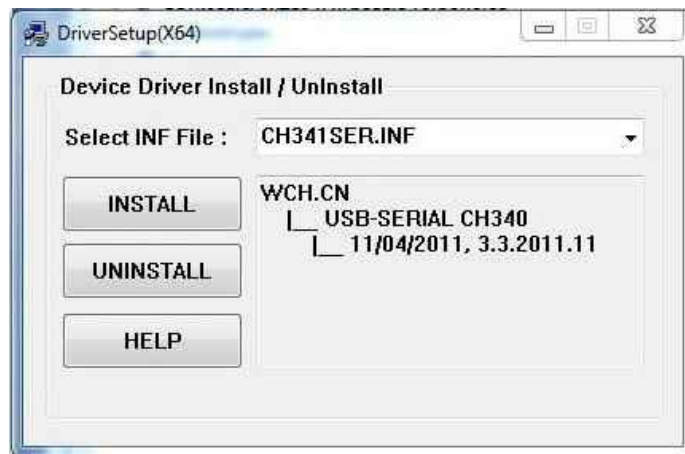 DriverSetup(X64)
Device Driver Install / UnInstall
Select INF File :
CH341SER.INF
INSTALL
UNINSTALL
HELP
WCH.CN
|__ USB-SERIAL CH340
|__ 11/04/2011, 3.3.2011.11